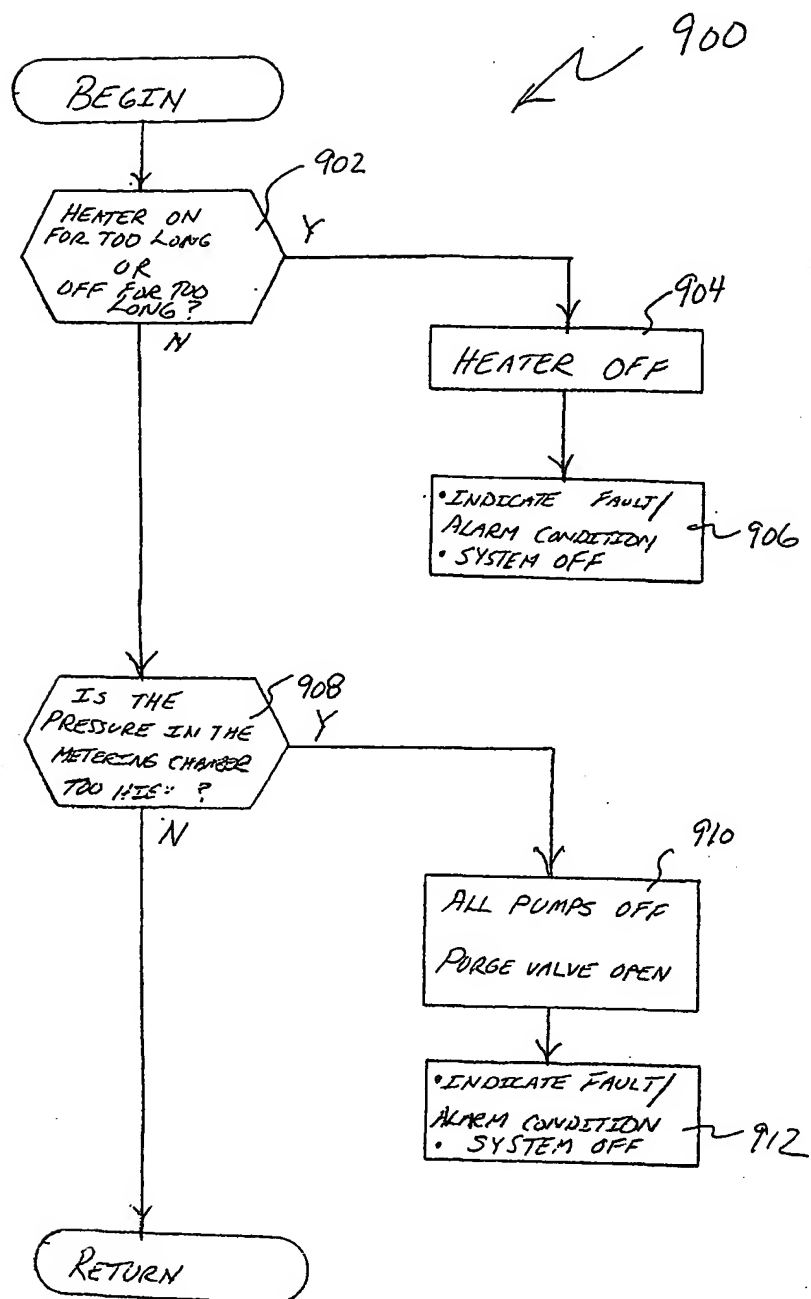 900
BEGIN
902
HEATER ON
FOR TOO LONG
OR
OFF FOR TOO
LONG?
Y
N
904
HEATER OFF
• INDICATE FAULT/
ALARM CONDITION
• SYSTEM OFF
906
IS THE
PRESSURE IN THE
METERING CHAMBER
TOO ?
908
Y
N
910
ALL PUMPS OFF
PURGE VALVE OPEN
• INDICATE FAULT/
ALARM CONDITION
• SYSTEM OFF
912
RETURN